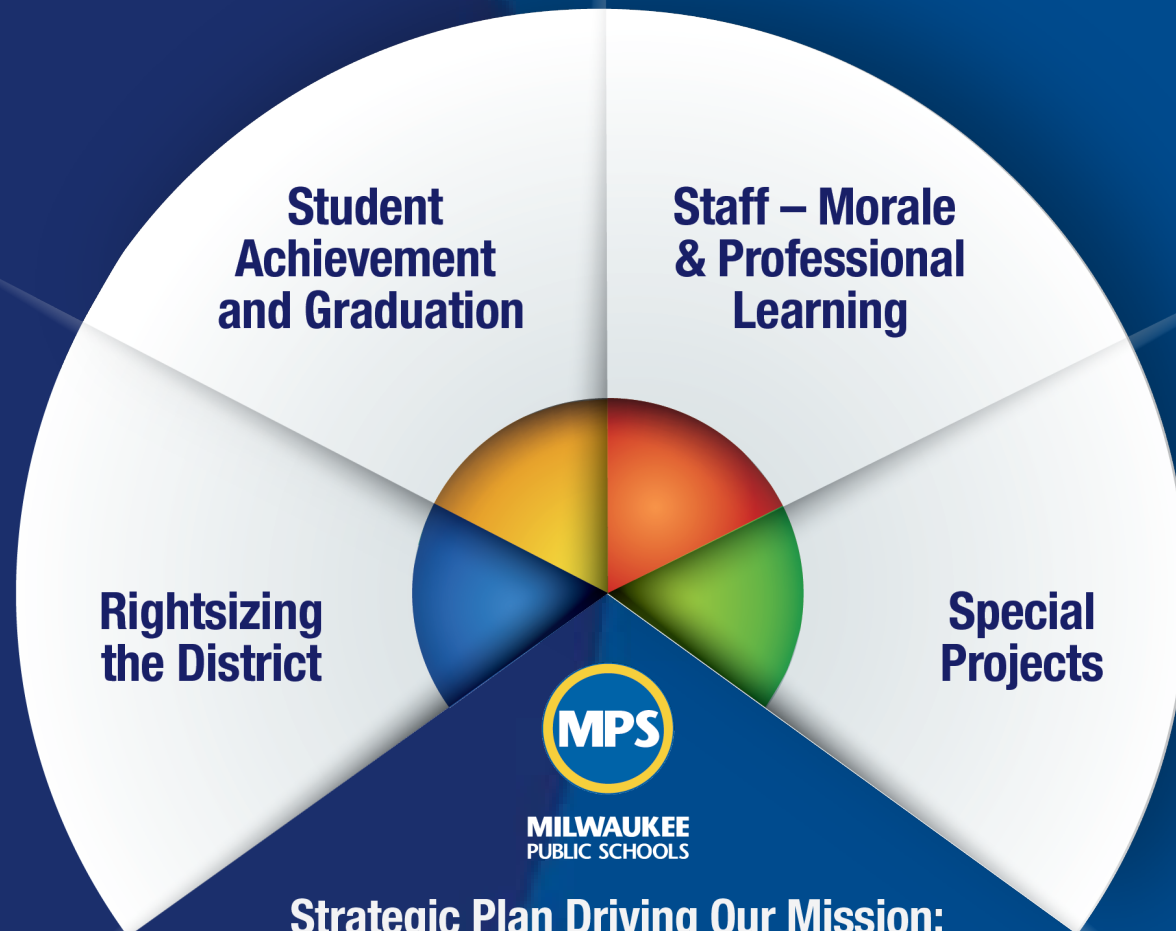 Student
Achievement
and Graduation
Staff – Morale
& Professional
Learning
Rightsizing
the District
Special
Projects
MPS
MILWAUKEE
PUBLIC SCHOOLS
Strategic Plan Driving Our Mission: